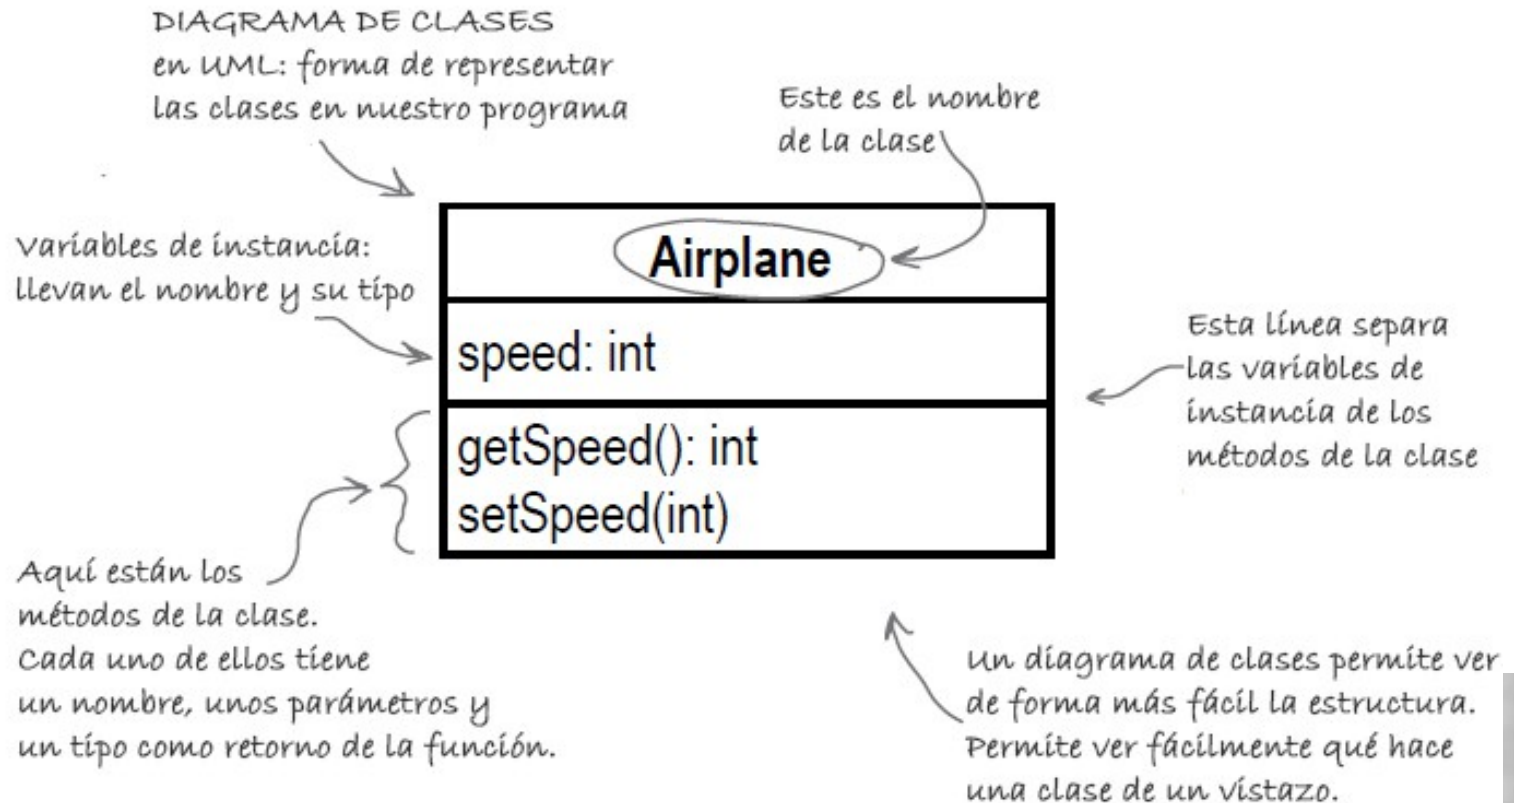 DIAGRAMA DE CLASES
en UML: forma de representar
las clases en nuestro programa
Este es el nombre
de la clase
Variables de instancia:
llevan el nombre y su tipo
Airplane
speed: int
getSpeed(): int
setSpeed(int)
Esta línea separa
las variables de
instancia de los
métodos de la clase
Aquí están los
métodos de la clase.
Cada uno de ellos tiene
un nombre, unos parámetros y
un tipo como retorno de la función.
Un diagrama de clases permite ver
de forma más fácil la estructura.
Permite ver fácilmente qué hace
una clase de un vistazo.